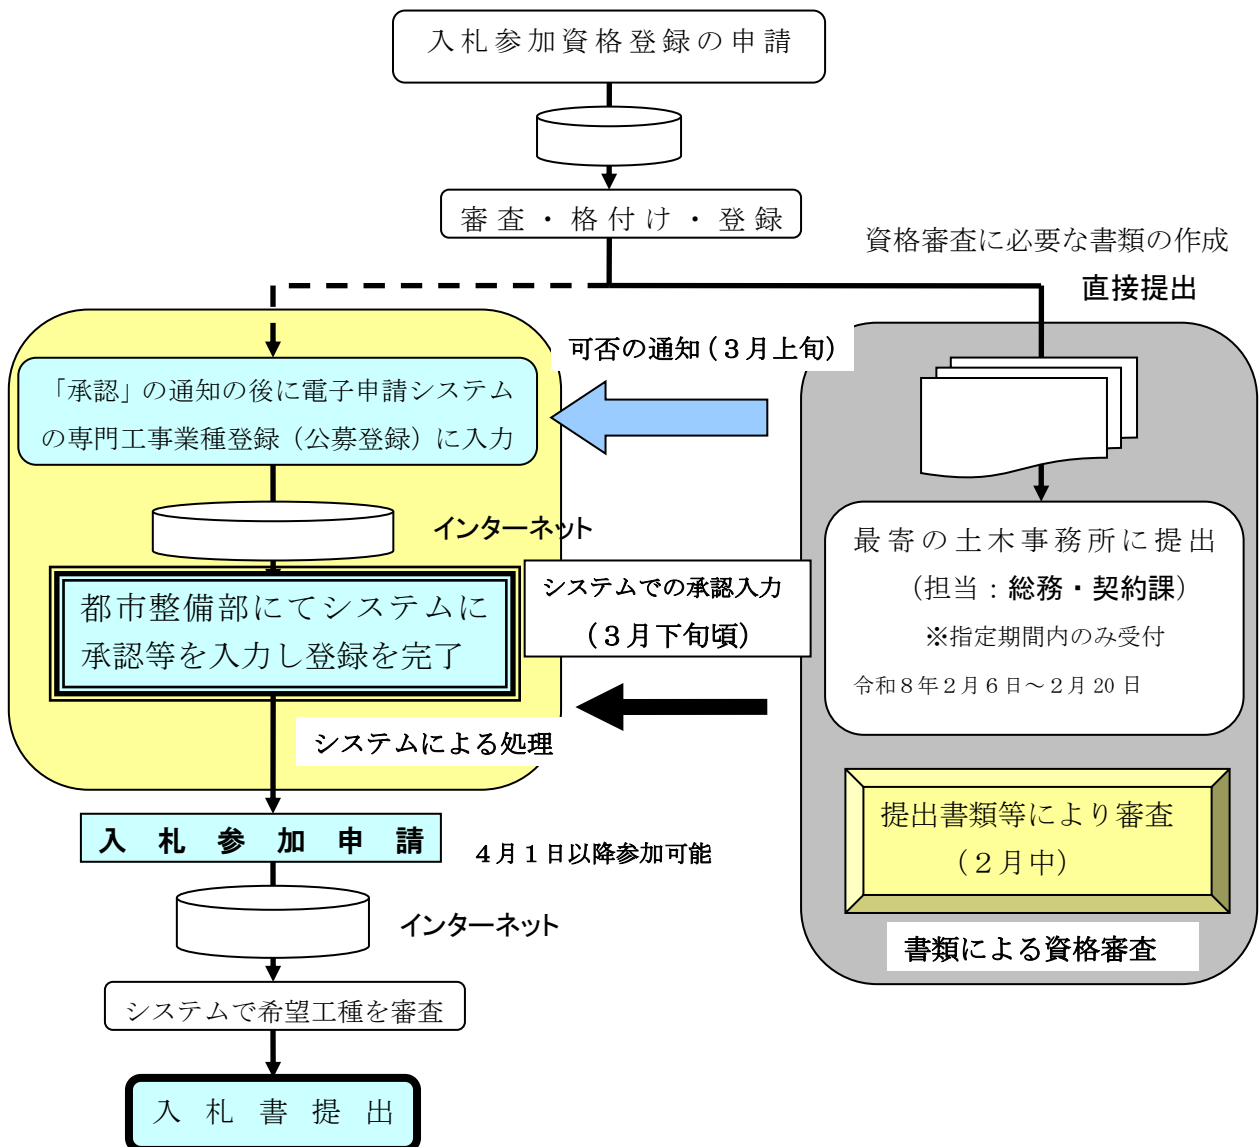 入札参加資格登録の申請
審査・格付け・登録
資格審査に必要な書類の作成
直接提出
可否の通知（３月上旬）
「承認」の通知の後に電子申請システム
の専門工事業種登録（公募登録）に入力
インターネット
最寄の土木事務所に提出
（担当：総務・契約課）
※指定期間内のみ受付
令和８年２月６日～２月 20 日
システムでの承認入力
（３月下旬頃）
都市整備部にてシステムに
承認等を入力し登録を完了
システムによる処理
提出書類等により審査
（２月中）
書類による資格審査
入札参加申請
４月１日以降参加可能
インターネット
システムで希望工種を審査
入札書提出